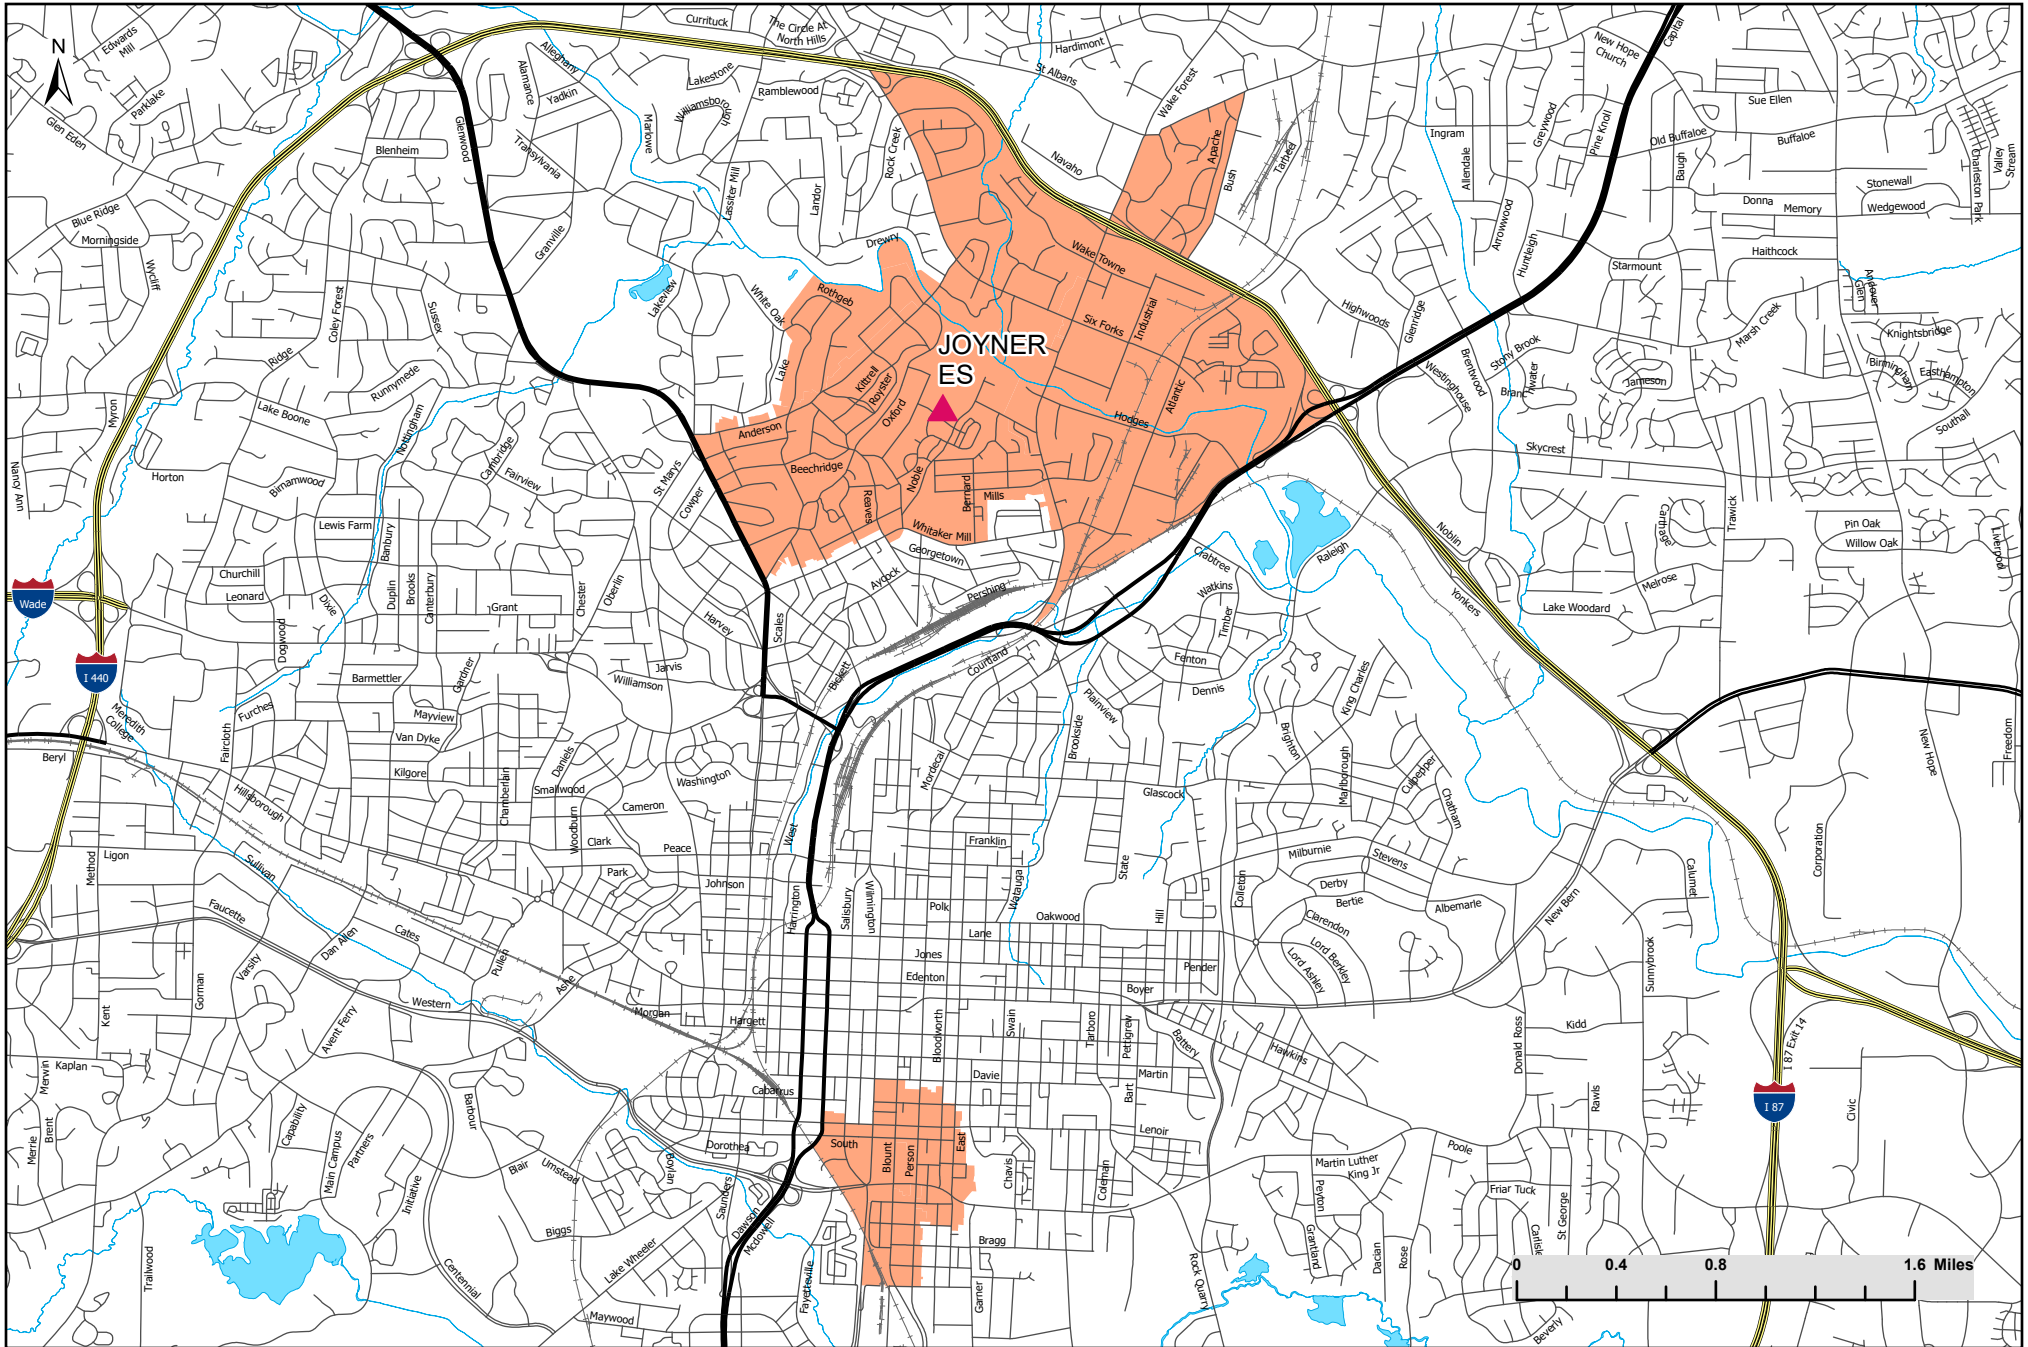 N
Edwards
Mill
Parklake
Glen Eden
Currituck
The Circle At
North Hills
Hardimont
St Albans
Wake Forest
New Hope
Church
Capital
Alleghany
Alamance
Yadkin
Lakestone
Williamsborough
Ramblewood
Marlowe
Transylvania
Blenheim
Glenwood
Lassiter Mill
Landor
Rock Creek
Navaho
Apache
Bush
Tarheel
Ingram
Allendale
Greywood
Pine Knoll
Old Buffaloe
Sue Ellen
Buffaloe
Baugh
Charleston Park
Valley
Stream
Stonewall
Wedgewood
Donna
Memory
Haithcock
Blue Ridge
Morningside
Wycliff
Granville
Drewry
Wake Towne
Arrowwood
Huntleigh
Starmount
Andover
Glen
Coley Forest
Sussex
Lakeview
White Oak
Rothgeb
Six Forks
Industrial
Highwoods
Glenridge
Marsh Creek
Knightsbridge
Birmingham
Easthampton
Southall
Ridge
Runnymede
Lake
Kittrell
Royster
Oxford
JOYNER
ES
Atlantic
Hodges
Westinghouse
Brentwood
Stony Brook
Jameson
Myron
Lake Boone
Nottingham
Anderson
Beechridge
Noble
Bernard
Mills
Reaves
Whitaker Mill
Georgetown
Skycrest
Nancy Ann
Horton
Birnamwood
Cambridge
Fairview
St Marys
Cowper
Lewis Farm
Banbury
Noblin
Carthage
Trawick
Pin Oak
Willow Oak
Liverpool
Churchill
Leonard
Dixie
Duplin
Brooks
Canterbury
Grant
Chester
Oberlin
Harvey
Scales
Aycock
Pershing
Crabtree
Raleigh
Watkins
Timber
Yonkers
Melrose
Lake Woodard
Wade
I 440
Dogwood
Barmettler
Gardner
Jarvis
Williamson
Bickett
Courtland
Fenton
Dennis
Plainview
King Charles
Meredith
College
Furches
Faircloth
Mayview
Van Dyke
Kilgore
Chamberlain
Daniels
Smallwood
Washington
Mordecai
Brookside
Brighton
Marlborough
Culpepper
Chatham
New Hope
Freedom
Beryl
Hillsborough
Woodburn
Cameron
Clark
Peace
Park
Johnson
West
Franklin
Glascock
State
Milburnie
Stevens
Derby
Bertie
Albemarle
Calumet
Corporation
Method
Ligon
Sullivan
Faucette
Cates
Dan Allen
Varsity
Gorman
Pullen
Ashe
Harrington
Salisbury
Wilmington
Polk
Watauga
Oakwood
Lane
Jones
Edenton
Hill
Colleton
Clarendon
Lord Berkley
Lord Ashley
Pender
Boyer
New Bern
Sunnybrook
Kent
Western
Avent Ferry
Morgan
Hargett
Bloodworth
Swain
Tarboro
Pettigrew
Battery
Hawkins
Donald Ross
Kidd
I 87 Exit 14
I 87
Kaplan
Merwin
Brent
Merrie
Capability
Main Campus
Partners
Initiative
Barbour
Blair
Umstead
Cabarrus
Davie
Martin
Bart
Lenoir
Dorothea
Boylan
Saunders
South
Blount
Person
East
Chavis
Coleman
Martin Luther
King Jr
Poole
Rawls
Civic
Friar Tuck
St George
Carlisle
Peyton
Grantland
Dacian
Rose
Biggs
Lake Wheeler
Dawson
Mcdowell
Fayetteville
Bragg
Garner
Rock Quarry
Trailwood
Centennial
Maywood
Beverly
0
0.4
0.8
1.6 Miles